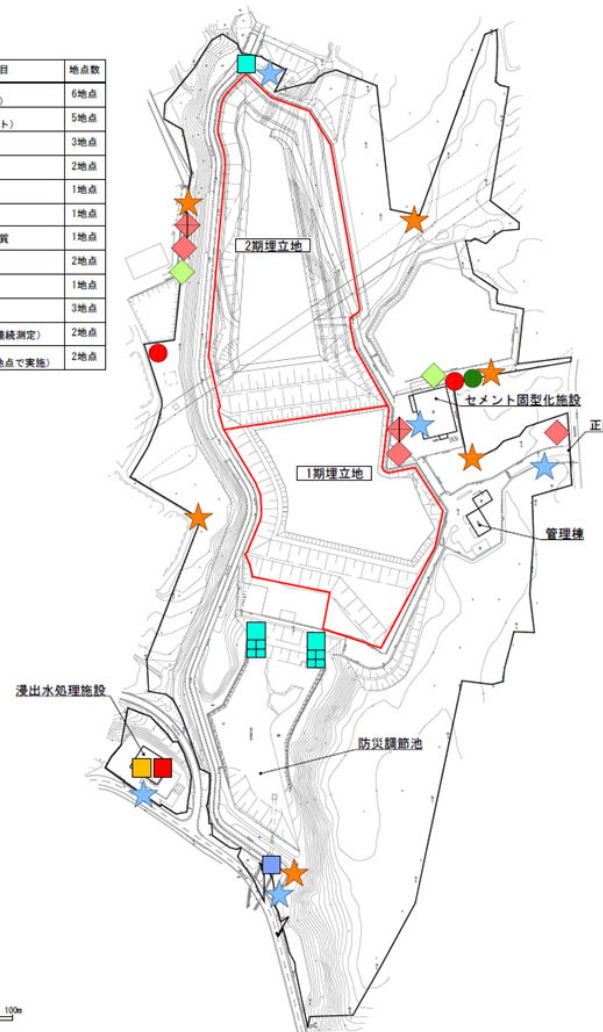 目 地点数
) 6地点
ト) 5地点
3地点
2地点
1地点
1地点
質 1地点
2地点
1地点
3地点
連続測定) 2地点
地点で実施) 2地点
2期埋立地
セメント固型化施設
正
1期埋立地
管理棟
浸出水処理施設
防災調節池
100m